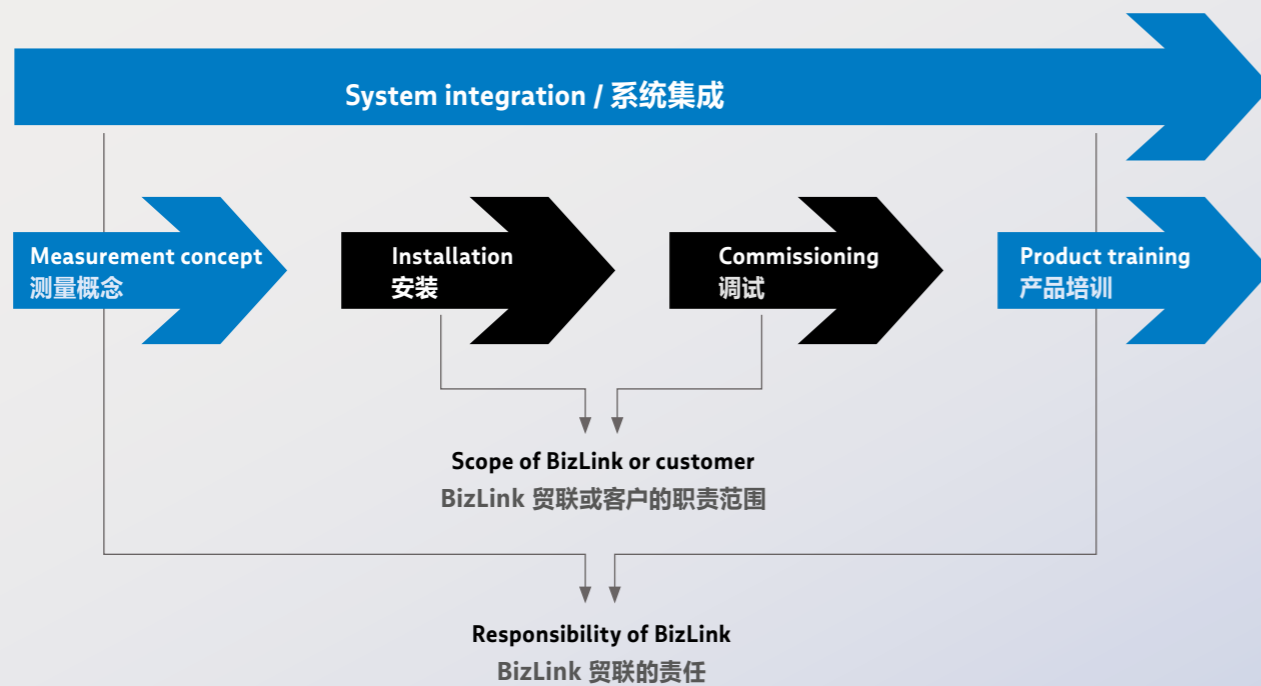 System integration / 系统集成
Measurement concept
测量概念
Installation
安装
Commissioning
调试
Product training
产品培训
Scope of BizLink or customer
BizLink 贸联或客户的职责范围
Responsibility of BizLink
BizLink 贸联的责任